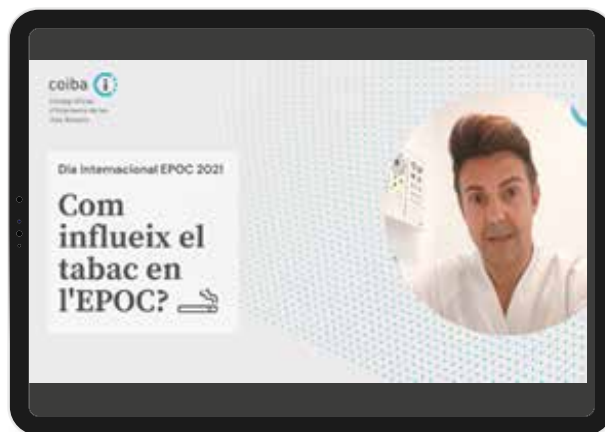 coiba
Dia Internacional EPOC 2021
Com
influeix el
tabac en
l'EPOC?